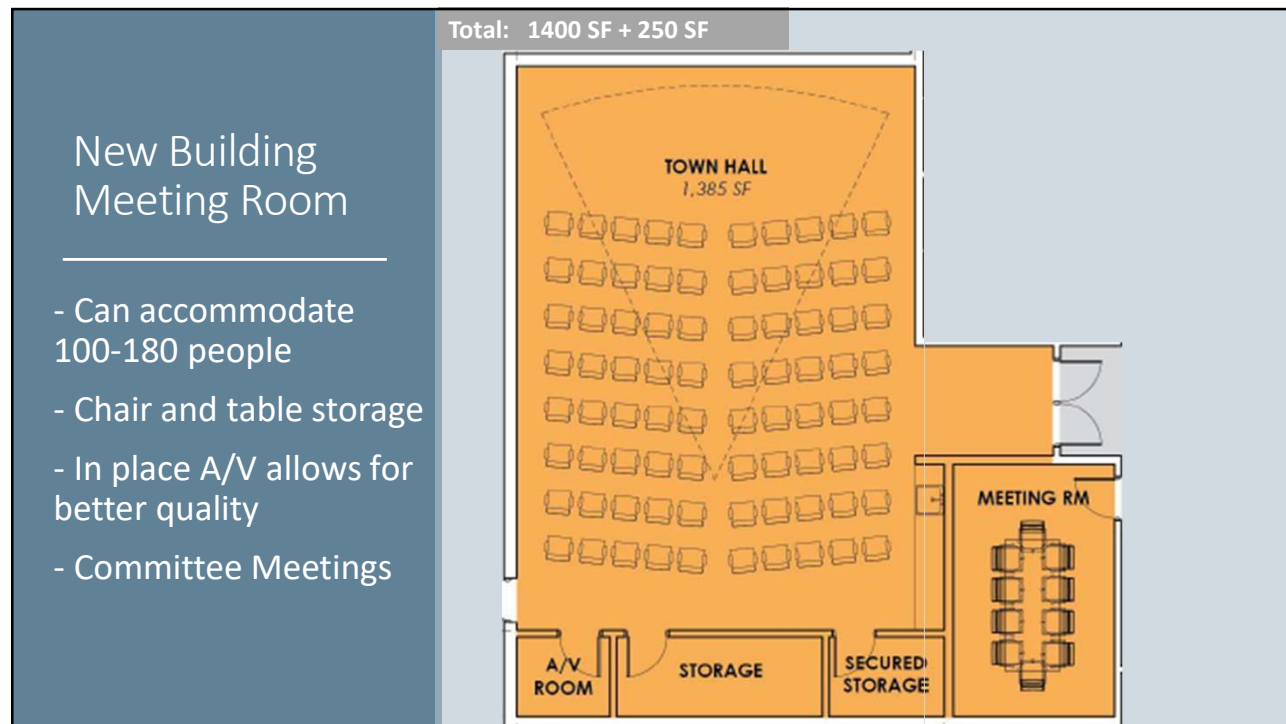 Total: 1400 SF + 250 SF
New Building
Meeting Room
- Can accommodate
100-180 people
- Chair and table storage
- In place A/V allows for
better quality
- Committee Meetings
TOWN HALL
1,385 SF
MEETING RM
A/V
ROOM
STORAGE
SECURED
STORAGE